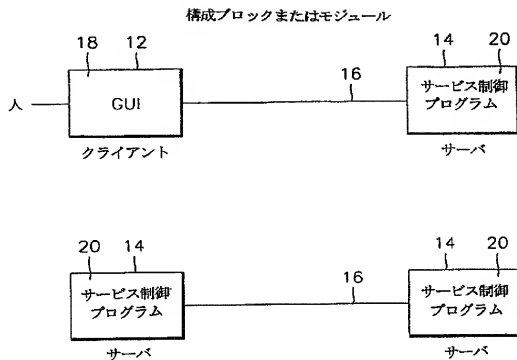 構成ブロックまたはモジュール
18 12 14 20
人 GUI 16 サービス制御
プログラム
クライアント サーバ
20 14 14 20
サービス制御
プログラム
16
サービス制御
プログラム
サーバ サーバ